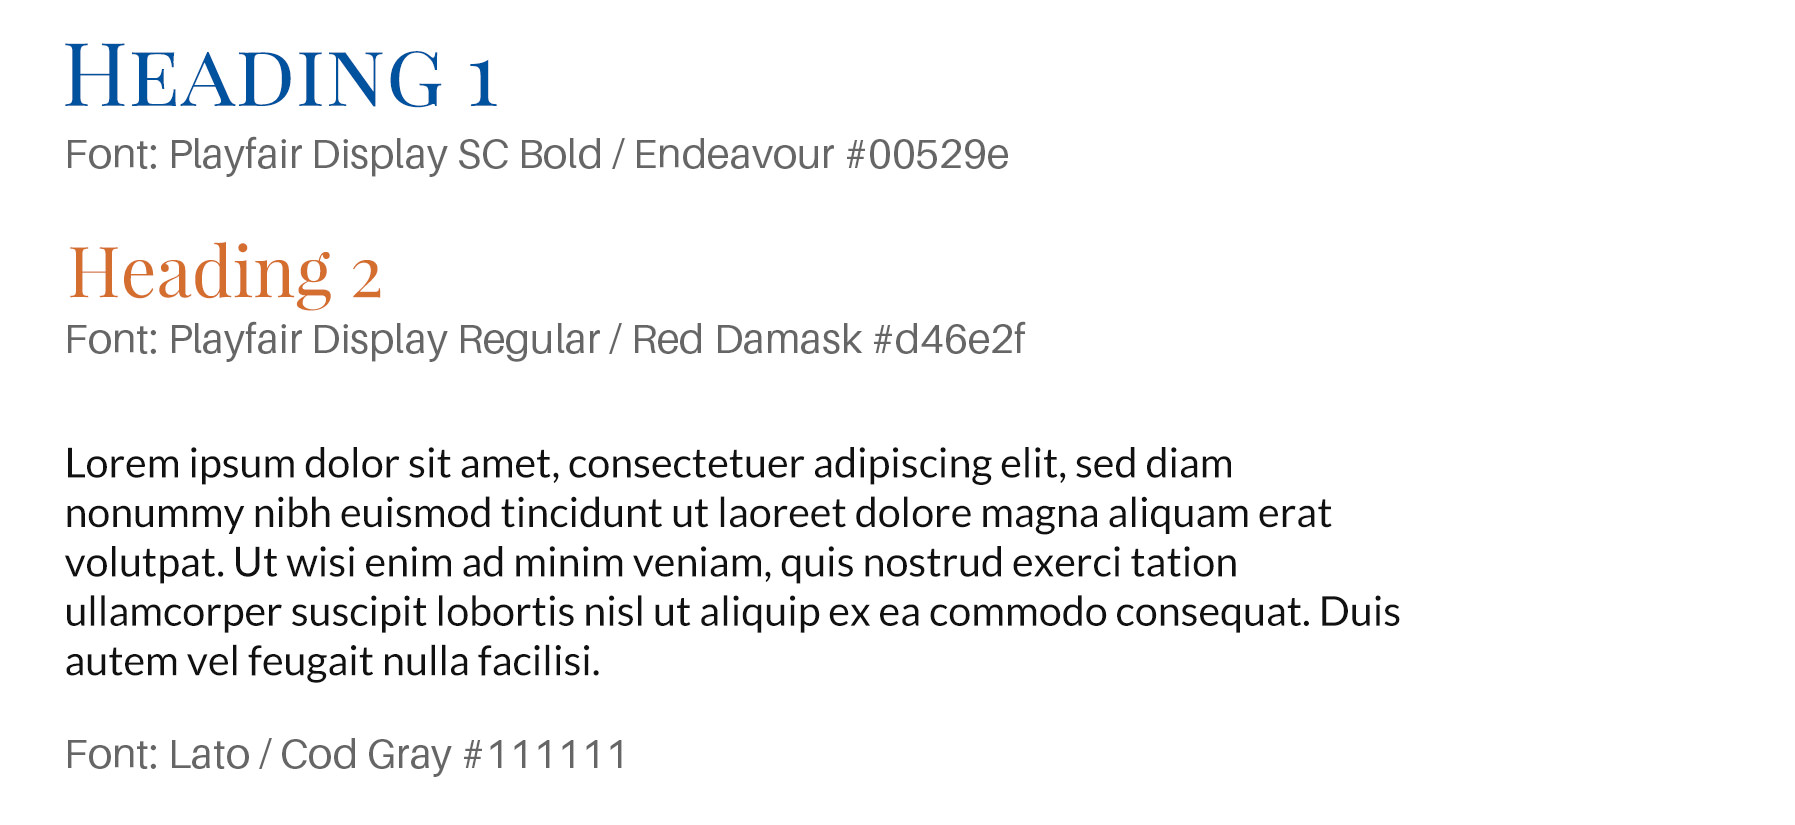 Heading 1
Font: Playfair Display SC Bold / Endeavour #00529e
Heading 2
Font: Playfair Display Regular / Red Damask #d46e2f
Lorem ipsum dolor sit amet, consectetuer adipiscing elit, sed diam
nonummy nibh euismod tincidunt ut laoreet dolore magna aliquam erat
volutpat. Ut wisi enim ad minim veniam, quis nostrud exerci tation
ullamcorper suscipit lobortis nisl ut aliquip ex ea commodo consequat. Duis
autem vel feugait nulla facilisi.
Font: Lato / Cod Gray #111111